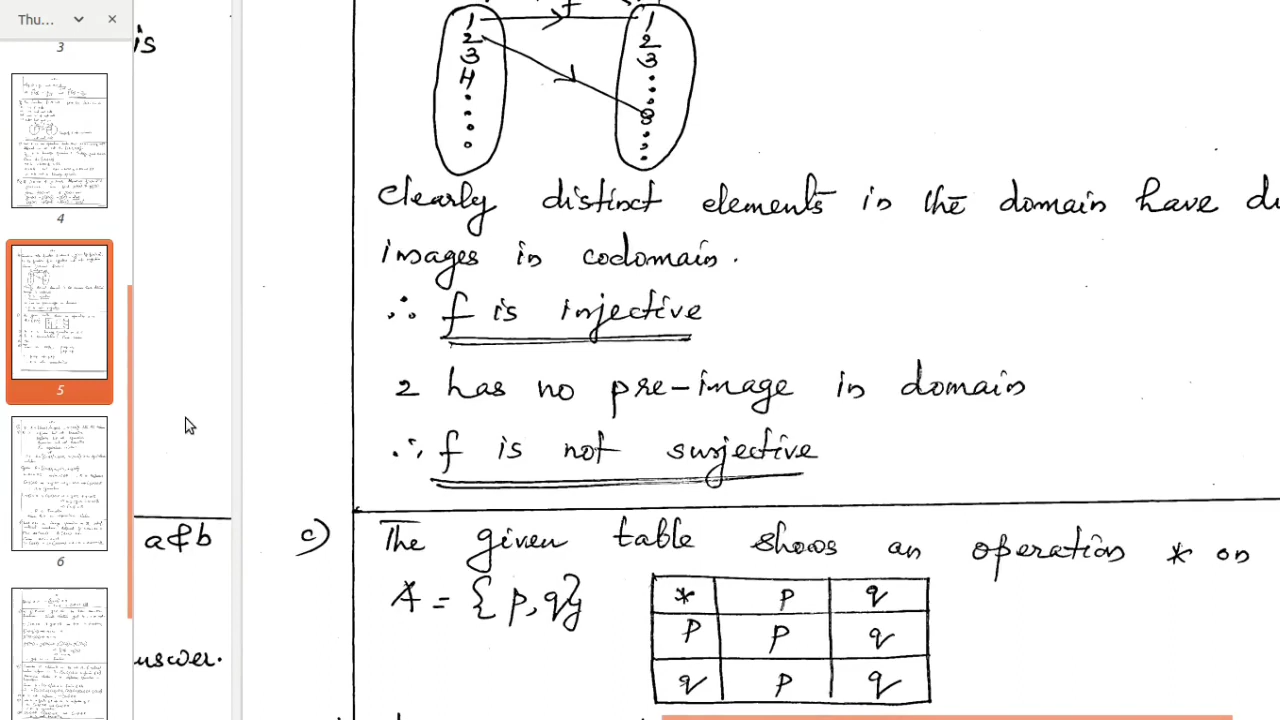 Thu...
3
4
5
6
is
a&b
nswer.
f
1 1
2 2
3 3
4
8
Clearly distinct elements in the domain have di
images in codomain.
∴ f is injective
2 has no pre-image in domain
∴ f is not surjective
c) The given table shows an operation * on
A = {p, q}
* p q
p p q
q p q